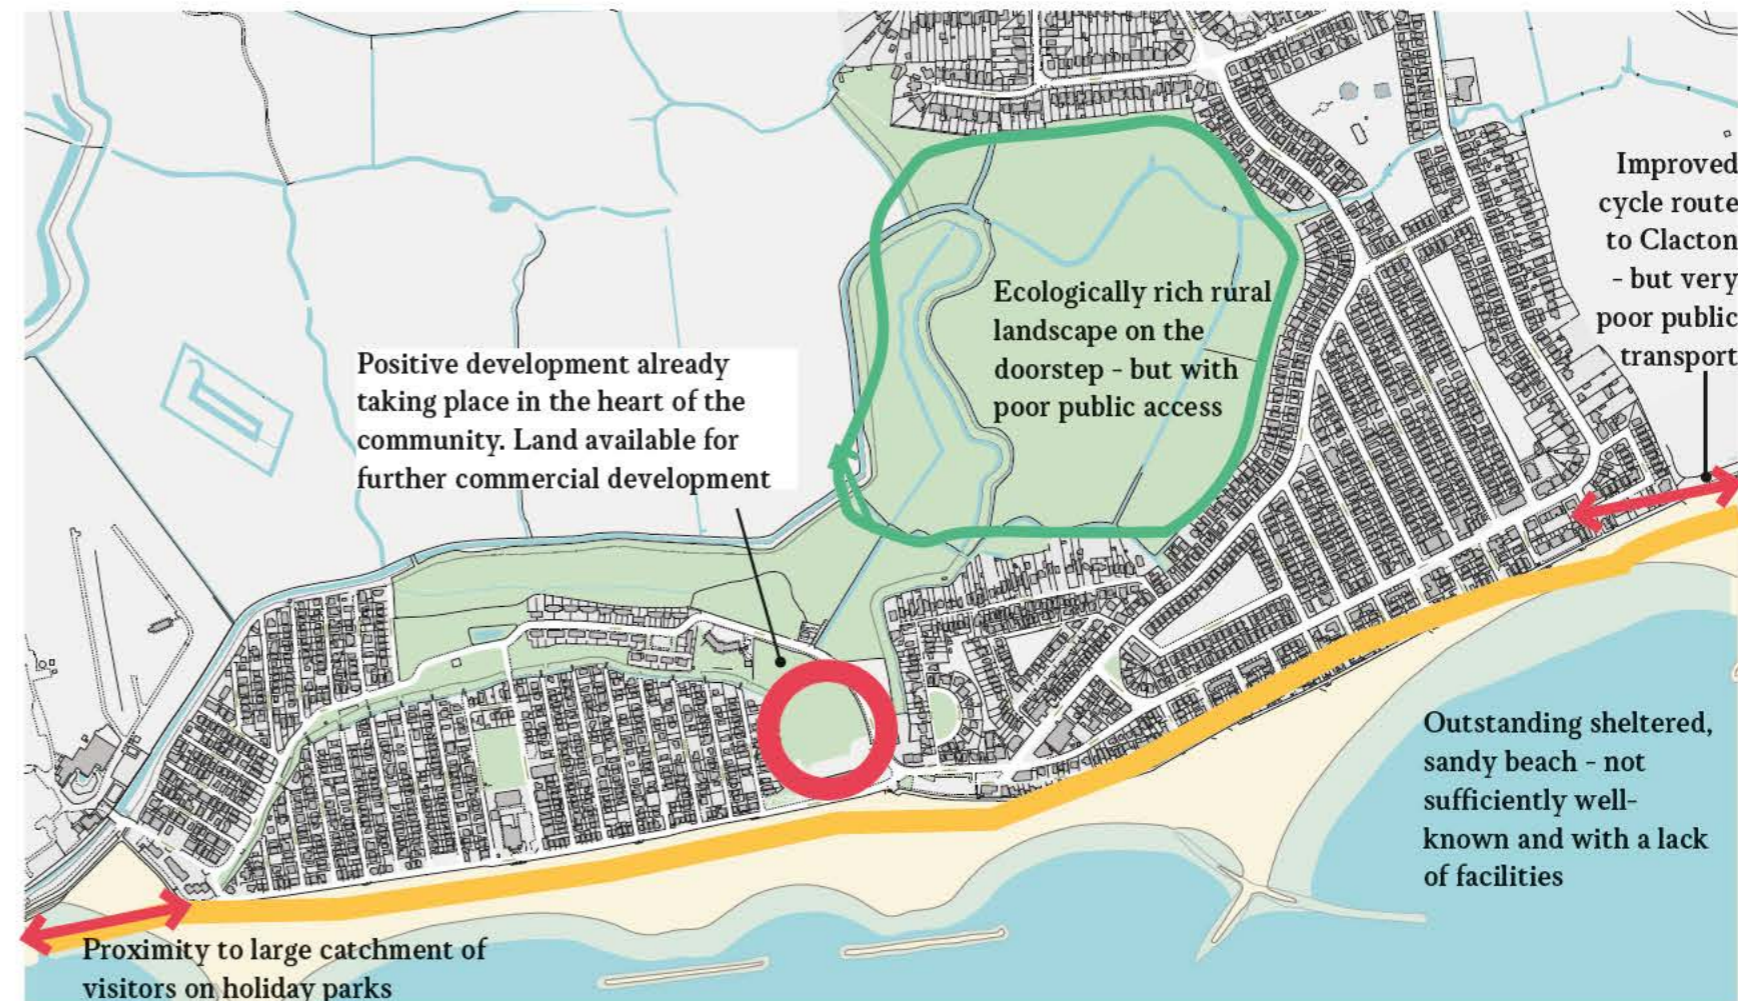 Improved
cycle route
to Clacton
- but very
poor public
transport
Ecologically rich rural
landscape on the
doorstep - but with
poor public access
Positive development already
taking place in the heart of the
community. Land available for
further commercial development
Outstanding sheltered,
sandy beach - not
sufficiently well-
known and with a lack
of facilities
Proximity to large catchment of
visitors on holiday parks